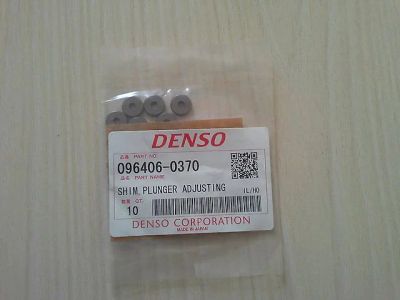 DENSO
品番 PART NO.
096406-0370
品名 PART NAME
SHIM, PLUNGER ADJUSTING
IL/HO
数量 QT.
10
DENSO CORPORATION
MADE IN JAPAN